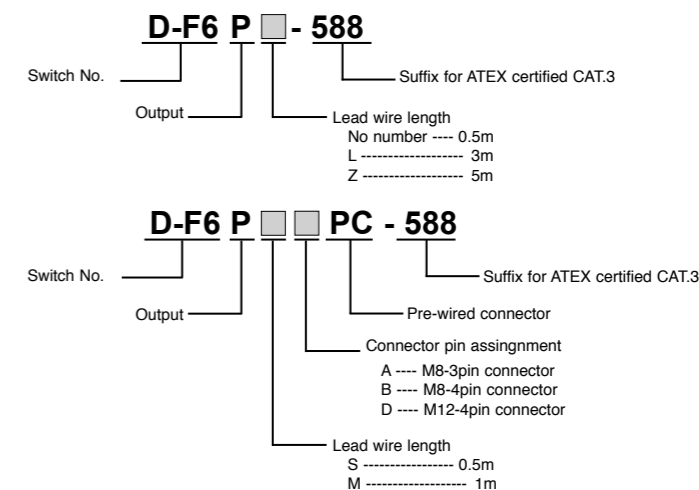 D-F6 P - 588
Switch No.
Suffix for ATEX certified CAT.3
Output
Lead wire length
No number ---- 0.5m
L ------------------- 3m
Z ------------------- 5m
D-F6 P PC - 588
Switch No.
Suffix for ATEX certified CAT.3
Output
Pre-wired connector
Connector pin assingnment
A ---- M8-3pin connector
B ---- M8-4pin connector
D ---- M12-4pin connector
Lead wire length
S ----------------- 0.5m
M ------------------- 1m